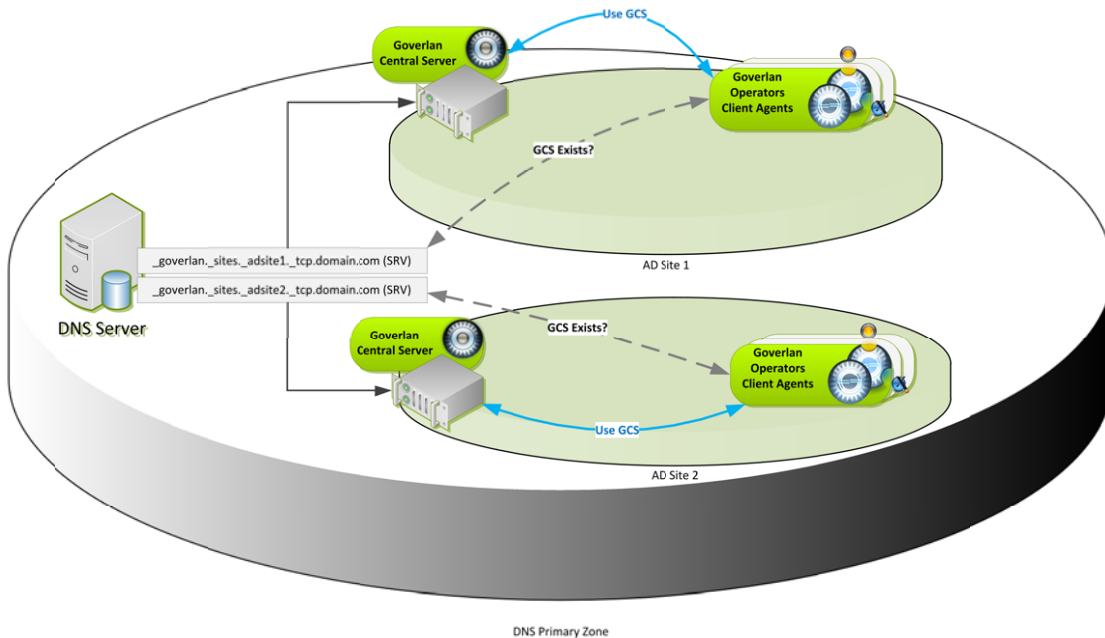 Use GCS
Goverlan
Central Server
Goverlan
Operators
Client Agents
GCS Exists?
_goverlan._sites._adsite1._tcp.domain.com (SRV)
AD Site 1
_goverlan._sites._adsite2._tcp.domain.com (SRV)
DNS Server
GCS Exists?
Goverlan
Central Server
Goverlan
Operators
Client Agents
Use GCS
AD Site 2
DNS Primary Zone